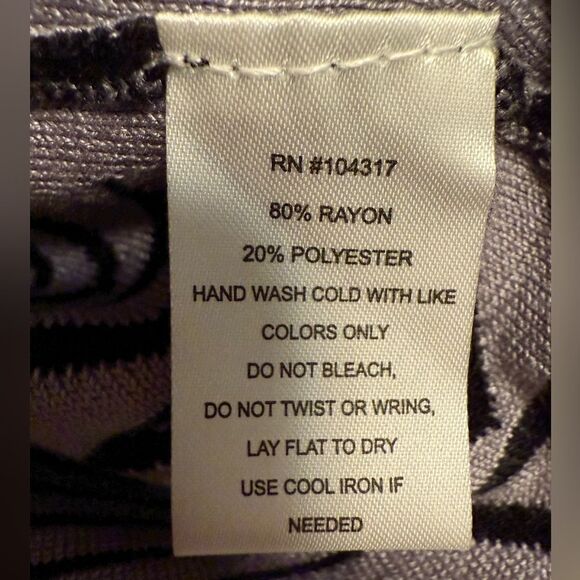 RN #104317
80% RAYON
20% POLYESTER
HAND WASH COLD WITH LIKE
COLORS ONLY
DO NOT BLEACH,
DO NOT TWIST OR WRING,
LAY FLAT TO DRY
USE COOL IRON IF
NEEDED